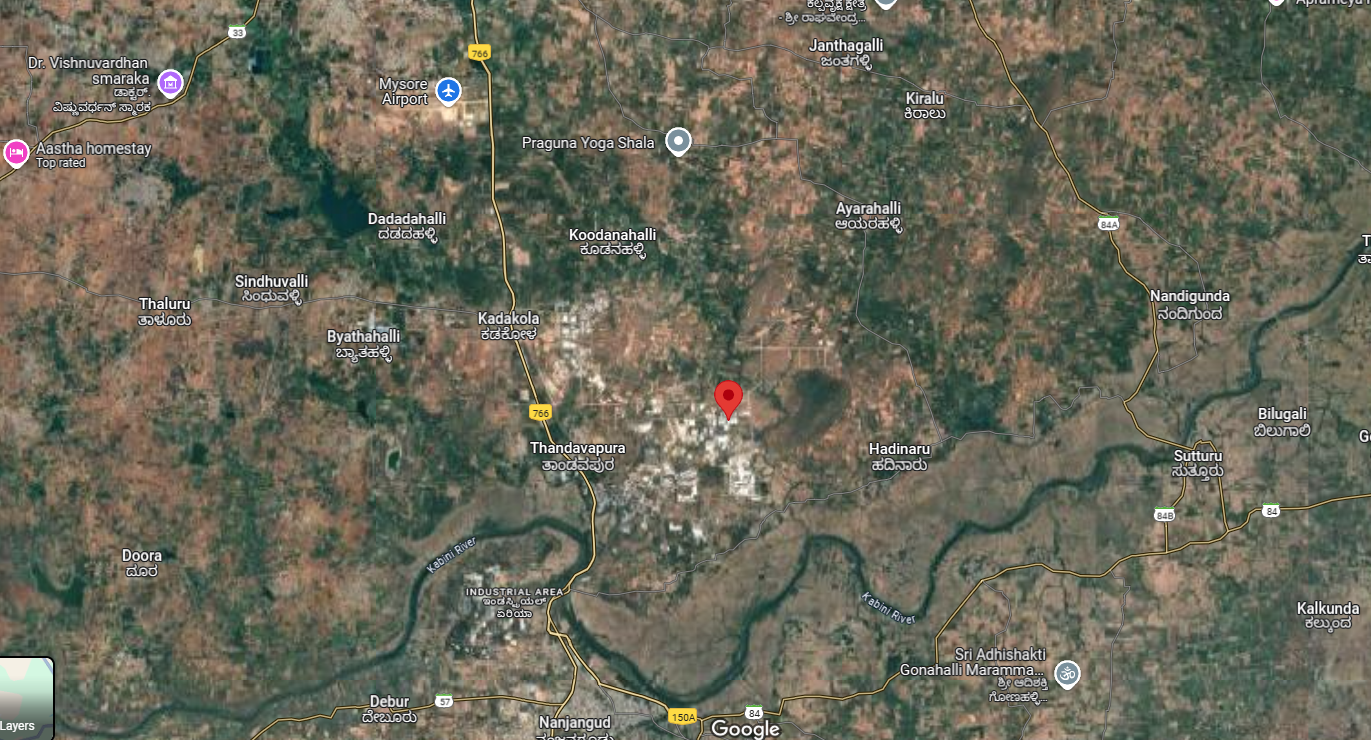 ಕಲ್ಪವೃಕ್ಷ ಕ್ಷೇತ್ರ
- ಶ್ರೀ ರಾಘವೇಂದ್ರ...
33
766
Janthagalli
ಜಂತಗಳ್ಳಿ
Dr. Vishnuvardhan
smaraka
ಡಾಕ್ಟರ್.
ವಿಷ್ಣುವರ್ಧನ್ ಸ್ಮಾರಕ
Mysore
Airport
Kiralu
ಕಿರಾಲು
Aastha homestay
Top rated
Praguna Yoga Shala
Dadadahalli
ದಡದಹಳ್ಳಿ
Koodanahalli
ಕೂಡನಹಳ್ಳಿ
Ayarahalli
ಆಯರಹಳ್ಳಿ
84A
Sindhuvalli
ಸಿಂಧುವಳ್ಳಿ
Thaluru
ತಾಳೂರು
Nandigunda
ನಂದಿಗುಂದ
Kadakola
ಕಡಕೋಳ
Byathahalli
ಬ್ಯಾತಹಳ್ಳಿ
766
Bilugali
ಬಿಲುಗಾಲಿ
Thandavapura
ತಾಂಡವಪುರ
Hadinaru
ಹದಿನಾರು
Sutturu
ಸುತ್ತೂರು
84B
84
Doora
ದೂರ
Kabini River
INDUSTRIAL AREA
ಇಂಡಸ್ಟ್ರಿಯಲ್
ಏರಿಯಾ
Kabini River
Kalkunda
ಕಲ್ಕುಂದ
Sri Adhishakti
Gonahalli Maramma...
ಶ್ರೀ ಆದಿಶಕ್ತಿ
ಗೋಣಹಳ್ಳಿ...
Debur
ದೇಬೂರು
57
Nanjangud
150A
84
Google
Layers